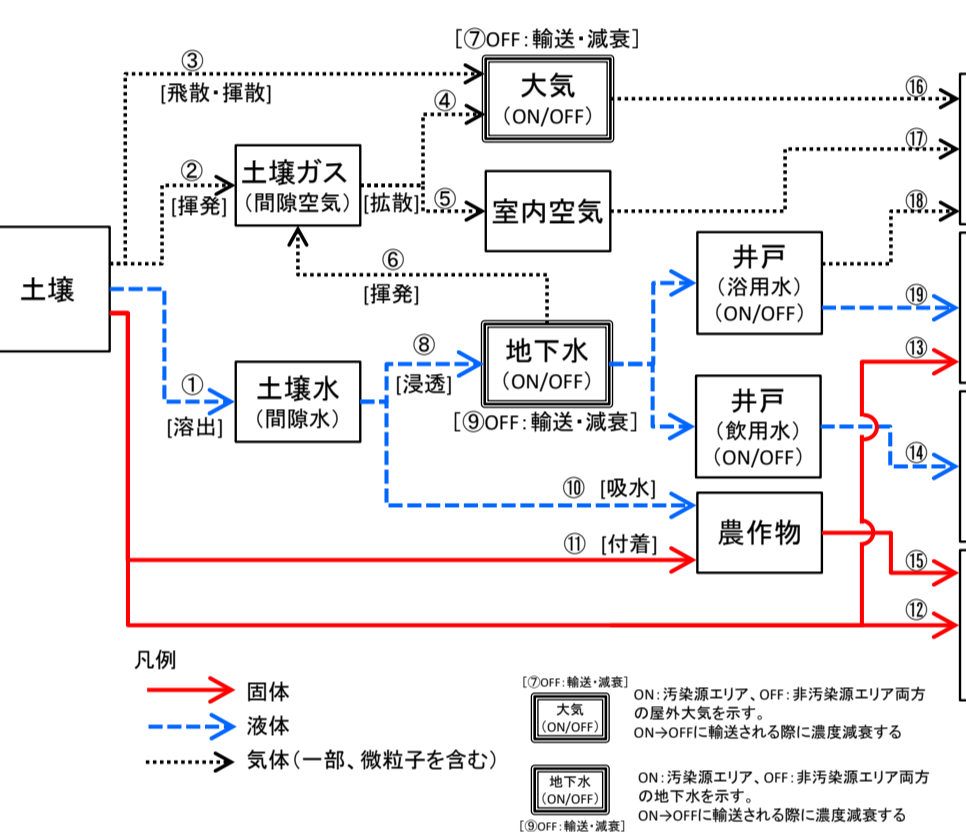 [⑦OFF:輸送・減衰]
③
[飛散・揮散]
大気
(ON/OFF)
④
⑯
②
[揮発]
土壌ガス
(間隙空気)
[拡散]
⑤
室内空気
⑰
⑱
土壌
⑥
[揮発]
井戸
(浴用水)
(ON/OFF)
⑲
①
[溶出]
土壌水
(間隙水)
⑧
[浸透]
地下水
(ON/OFF)
[⑨OFF:輸送・減衰]
⑬
井戸
(飲用水)
(ON/OFF)
⑭
⑩ [吸水]
農作物
⑪ [付着]
⑮
⑫
凡例
固体
液体
気体(一部、微粒子を含む)
[⑦OFF:輸送・減衰]
大気
(ON/OFF)
ON:汚染源エリア、OFF:非汚染源エリア両方
の屋外大気を示す。
ON→OFFに輸送される際に濃度減衰する
地下水
(ON/OFF)
[⑨OFF:輸送・減衰]
ON:汚染源エリア、OFF:非汚染源エリア両方
の地下水を示す。
ON→OFFに輸送される際に濃度減衰する